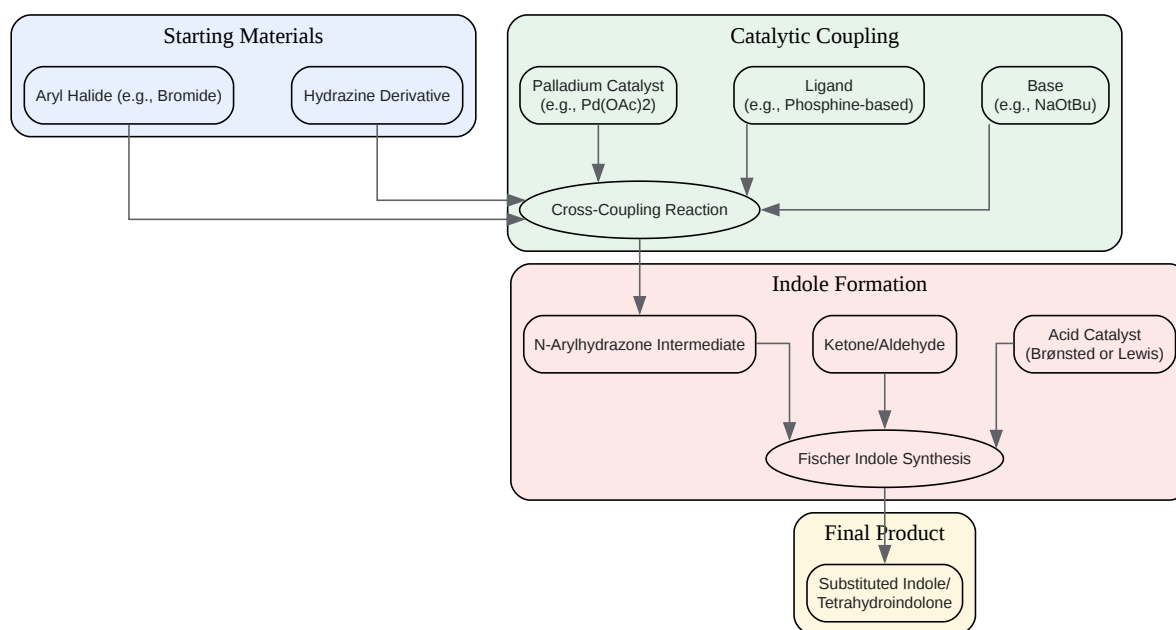 Starting Materials
Aryl Halide (e.g., Bromide)
Hydrazine Derivative
Catalytic Coupling
Palladium Catalyst
(e.g., Pd(OAc)2)
Ligand
(e.g., Phosphine-based)
Base
(e.g., NaOtBu)
Cross-Coupling Reaction
Indole Formation
N-Arylhydrazone Intermediate
Ketone/Aldehyde
Acid Catalyst
(Brønsted or Lewis)
Fischer Indole Synthesis
Final Product
Substituted Indole/
Tetrahydroindolone